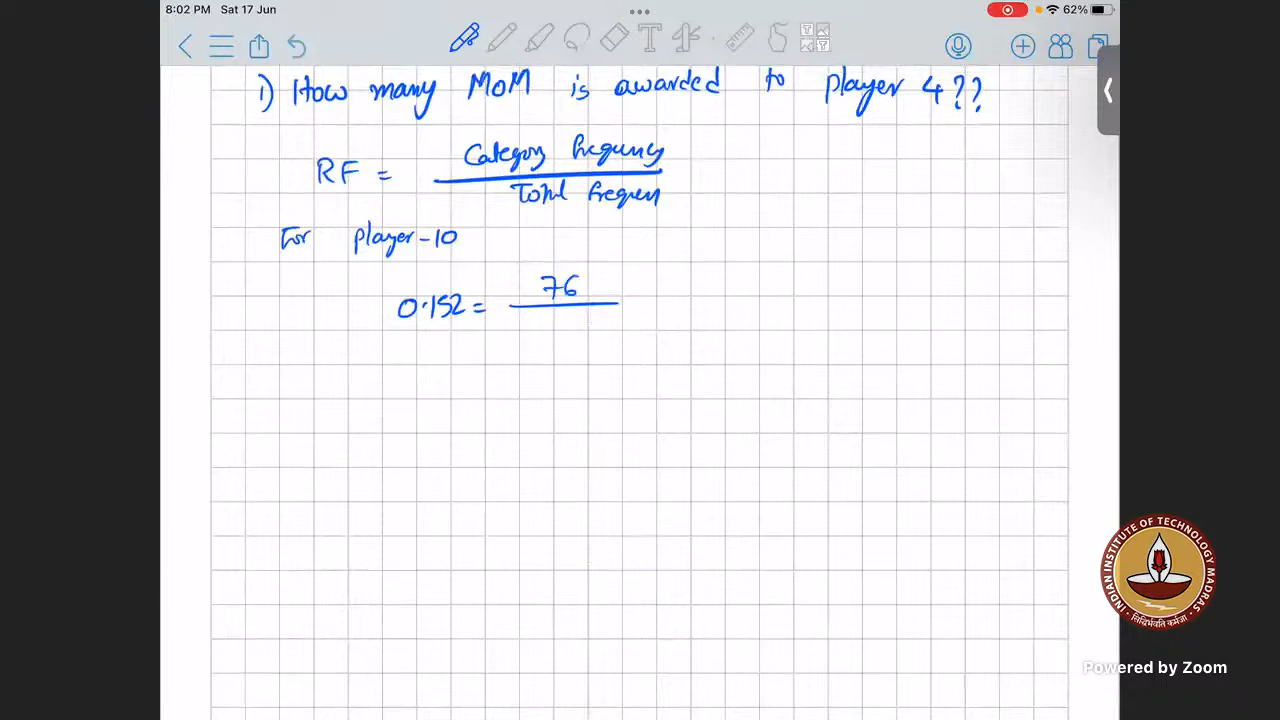 8:02 PM Sat 17 Jun
62%
1) How many MoM is awarded to player 4??
RF = Category frequency
Total frequen
For player-10
0.152 = 76
INDIAN INSTITUTE OF TECHNOLOGY MADRAS
सिद्धिर्भवति कर्मजा
Powered by Zoom